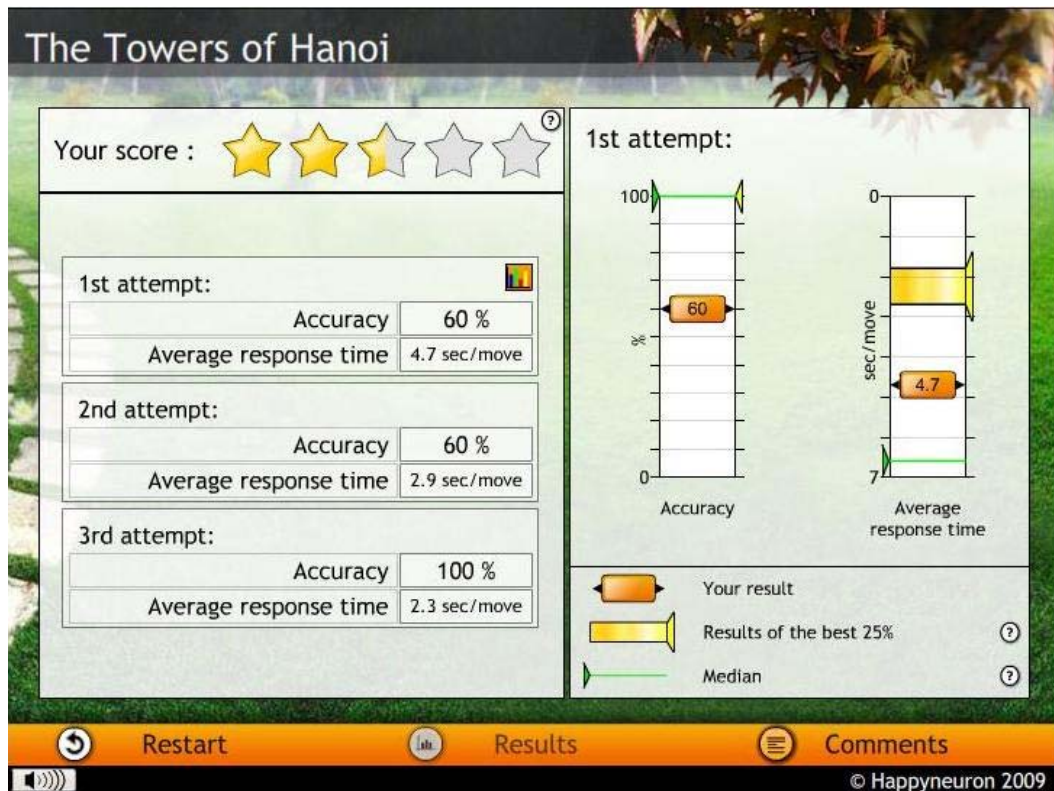 The Towers of Hanoi
Your score :
?
1st attempt:
Accuracy 60 %
Average response time 4.7 sec/move
2nd attempt:
Accuracy 60 %
Average response time 2.9 sec/move
3rd attempt:
Accuracy 100 %
Average response time 2.3 sec/move
1st attempt:
100
60
%
0
Accuracy
0
sec/move
4.7
7
Average
response time
Your result
Results of the best 25% ?
Median ?
Restart Results Comments
© Happyneuron 2009